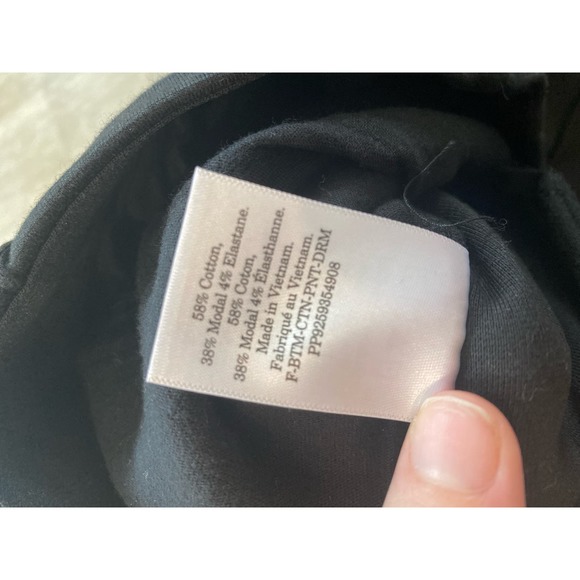 58% Cotton,
38% Modal 4% Elastane.
58% Coton,
38% Modal 4% Élasthanne.
Made in Vietnam.
Fabriqué au Vietnam.
F-BTM-CTN-PNT-DRM
PP9259354908